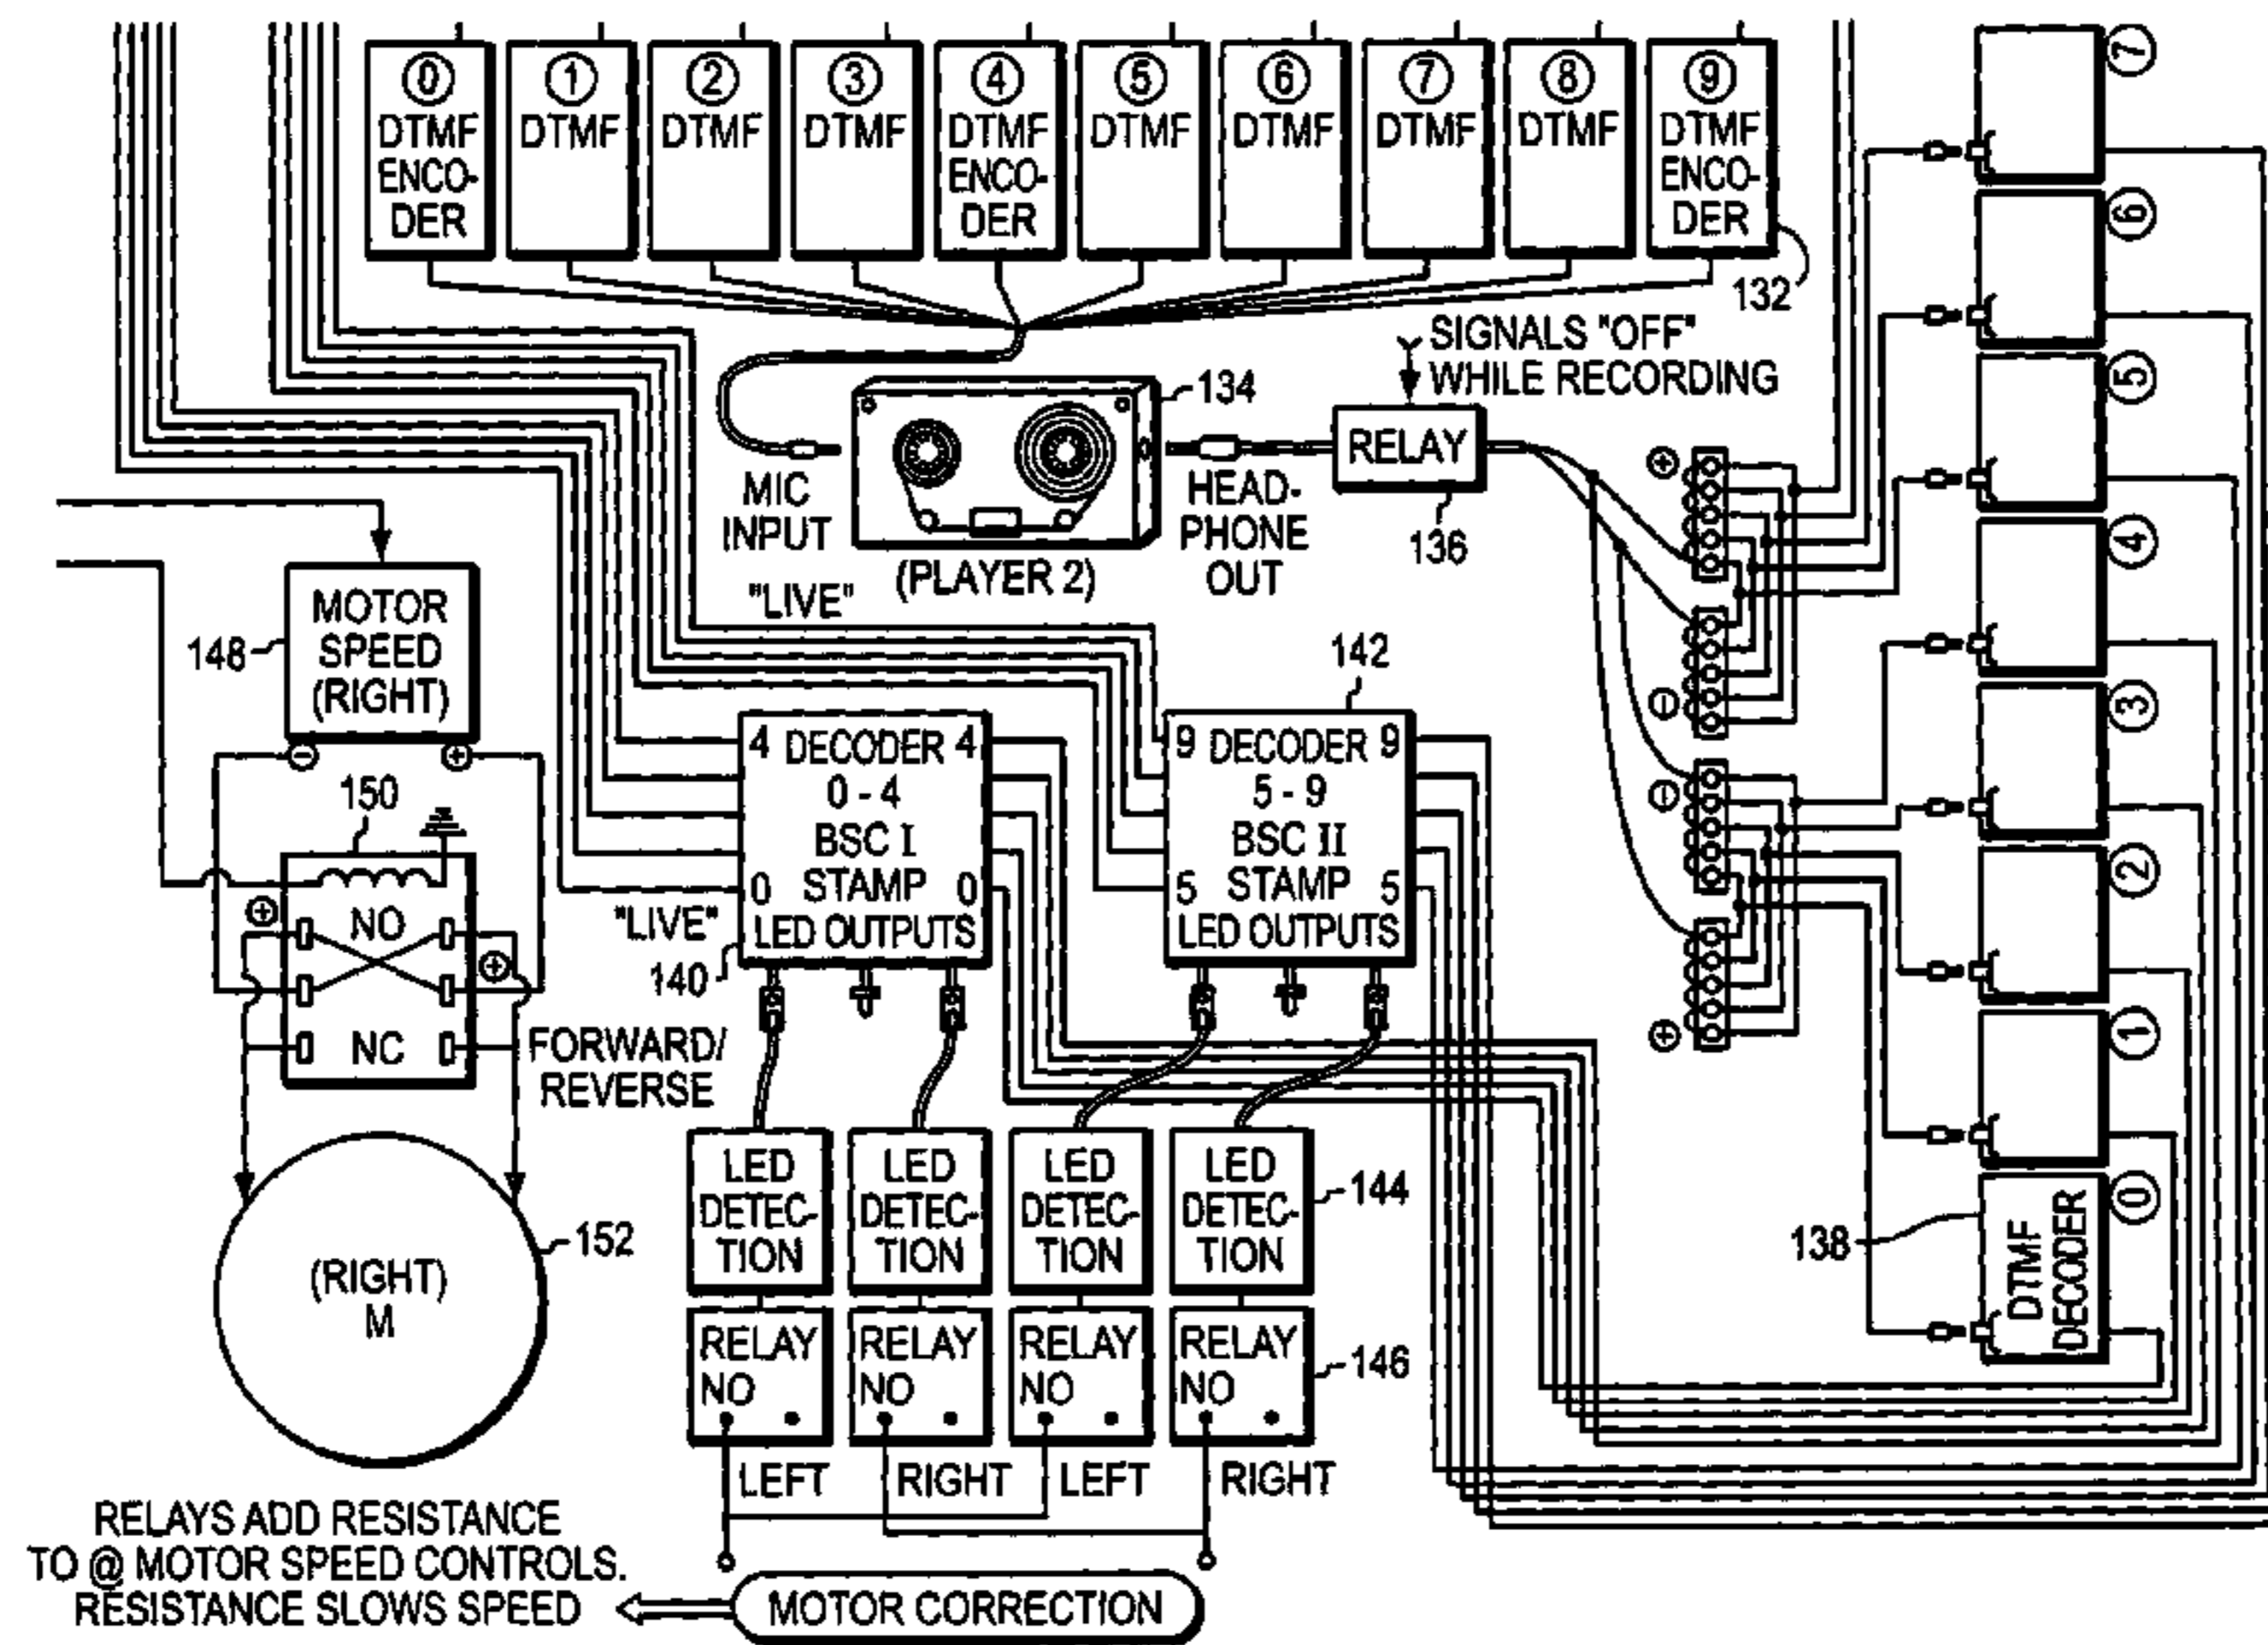 0 DTMF ENCO- DER
1 DTMF
2 DTMF
3 DTMF
4 DTMF ENCO- DER
5 DTMF
6 DTMF
7 DTMF
8 DTMF
9 DTMF ENCO- DER
132
7
6
5
4
3
2
1
0
SIGNALS "OFF"
WHILE RECORDING
134
RELAY
136
MIC
INPUT
(PLAYER 2)
HEAD-
PHONE
OUT
"LIVE"
+
-
-
+
MOTOR
SPEED
(RIGHT)
148
- +
150
+
NO
+
NC
FORWARD/
REVERSE
142
4 DECODER 4
0 - 4
BSC I
0 STAMP 0
LED OUTPUTS
"LIVE"
140
9 DECODER 9
5 - 9
BSC II
5 STAMP 5
LED OUTPUTS
LED
DETEC-
TION
LED
DETEC-
TION
LED
DETEC-
TION
LED
DETEC-
TION
144
RELAY
NO
RELAY
NO
RELAY
NO
RELAY
NO
146
LEFT RIGHT LEFT RIGHT
138
DTMF
DECODER
152
(RIGHT)
M
RELAYS ADD RESISTANCE
TO @ MOTOR SPEED CONTROLS.
RESISTANCE SLOWS SPEED
MOTOR CORRECTION